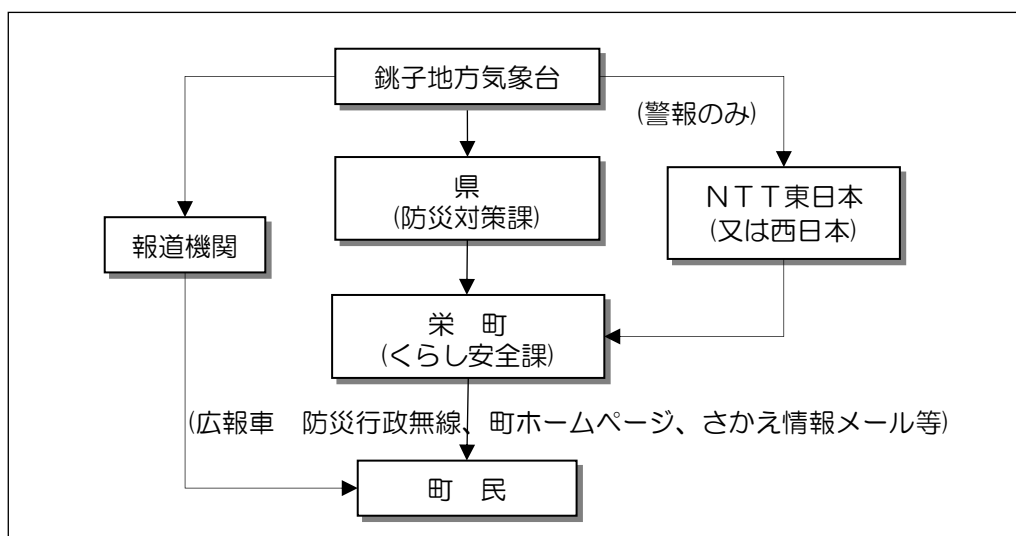 銚子地方気象台
(警報のみ)
県
(防災対策課)
ＮＴＴ東日本
(又は西日本)
報道機関
栄　町
(くらし安全課)
(広報車　防災行政無線、町ホームページ、さかえ情報メール等)
町　民